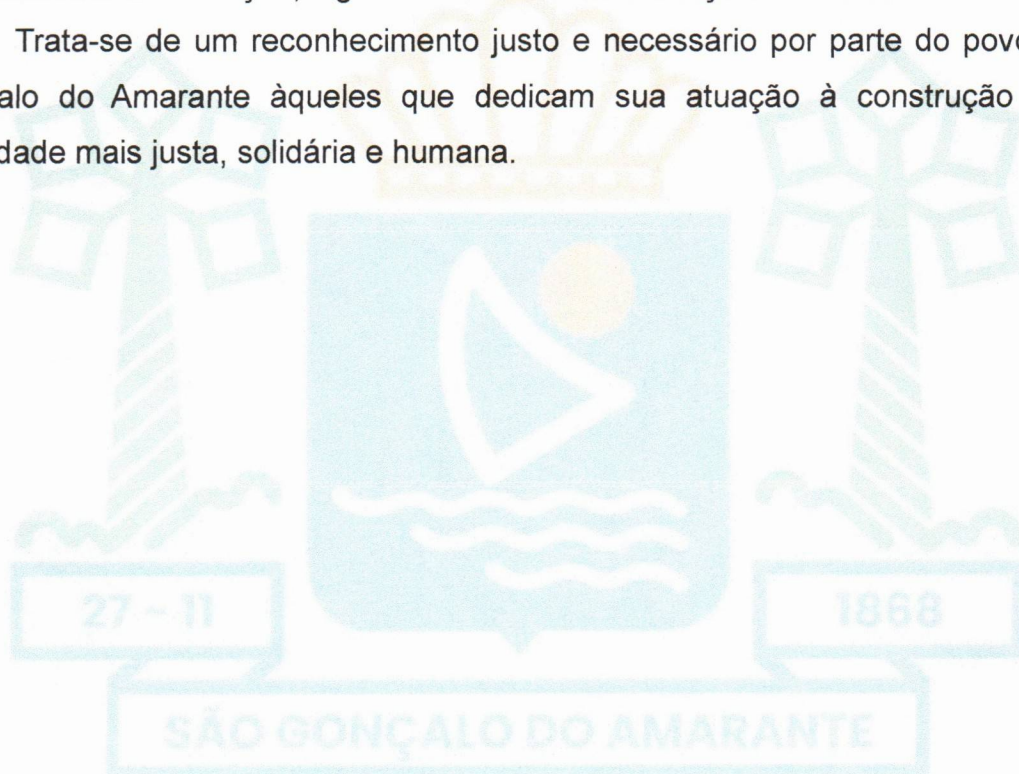 Trata-se de um reconhecimento justo e necessário por parte do pov
alo do Amarante àqueles que dedicam sua atuação à construção
dade mais justa, solidária e humana.
27 - 11
1868
SÃO GONÇALO DO AMARANTE